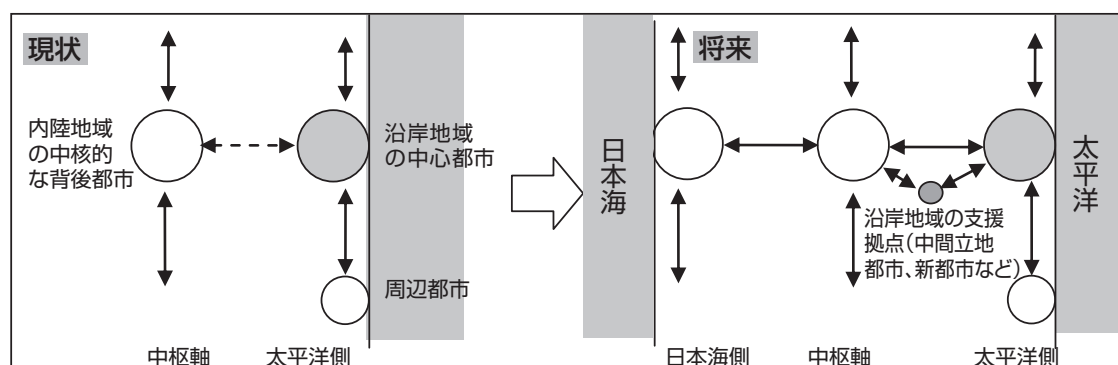 現状
内陸地域
の中核的
な背後都市
沿岸地域
の中心都市
周辺都市
中枢軸
太平洋側
将来
日本海
太平洋
沿岸地域の支援
拠点(中間立地
都市、新都市など)
日本海側
中枢軸
太平洋側